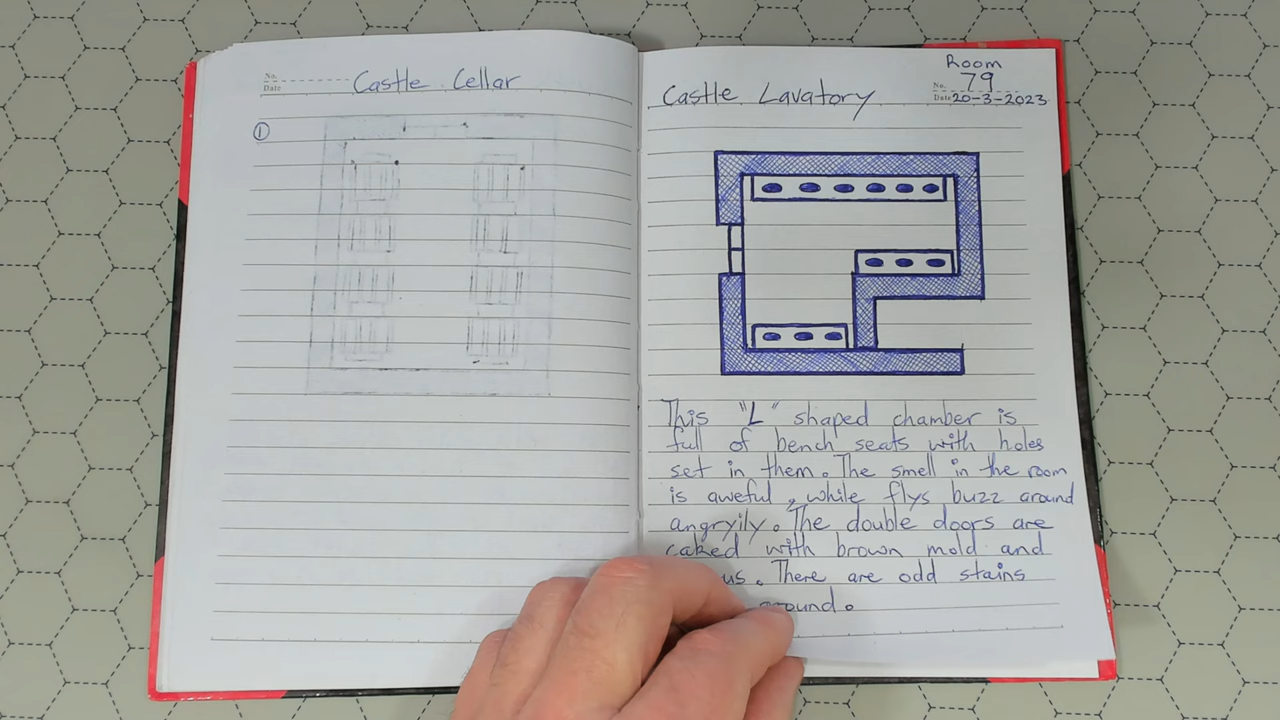 No.
Date
Castle Cellar
①
Room
No. 79
Date 20-3-2023
Castle Lavatory
This "L" shaped chamber is
full of bench seats with holes
set in them. The smell in the room
is aweful, while flys buzz around
angryily. The double doors are
caked with brown mold and
us. There are odd stains
around.